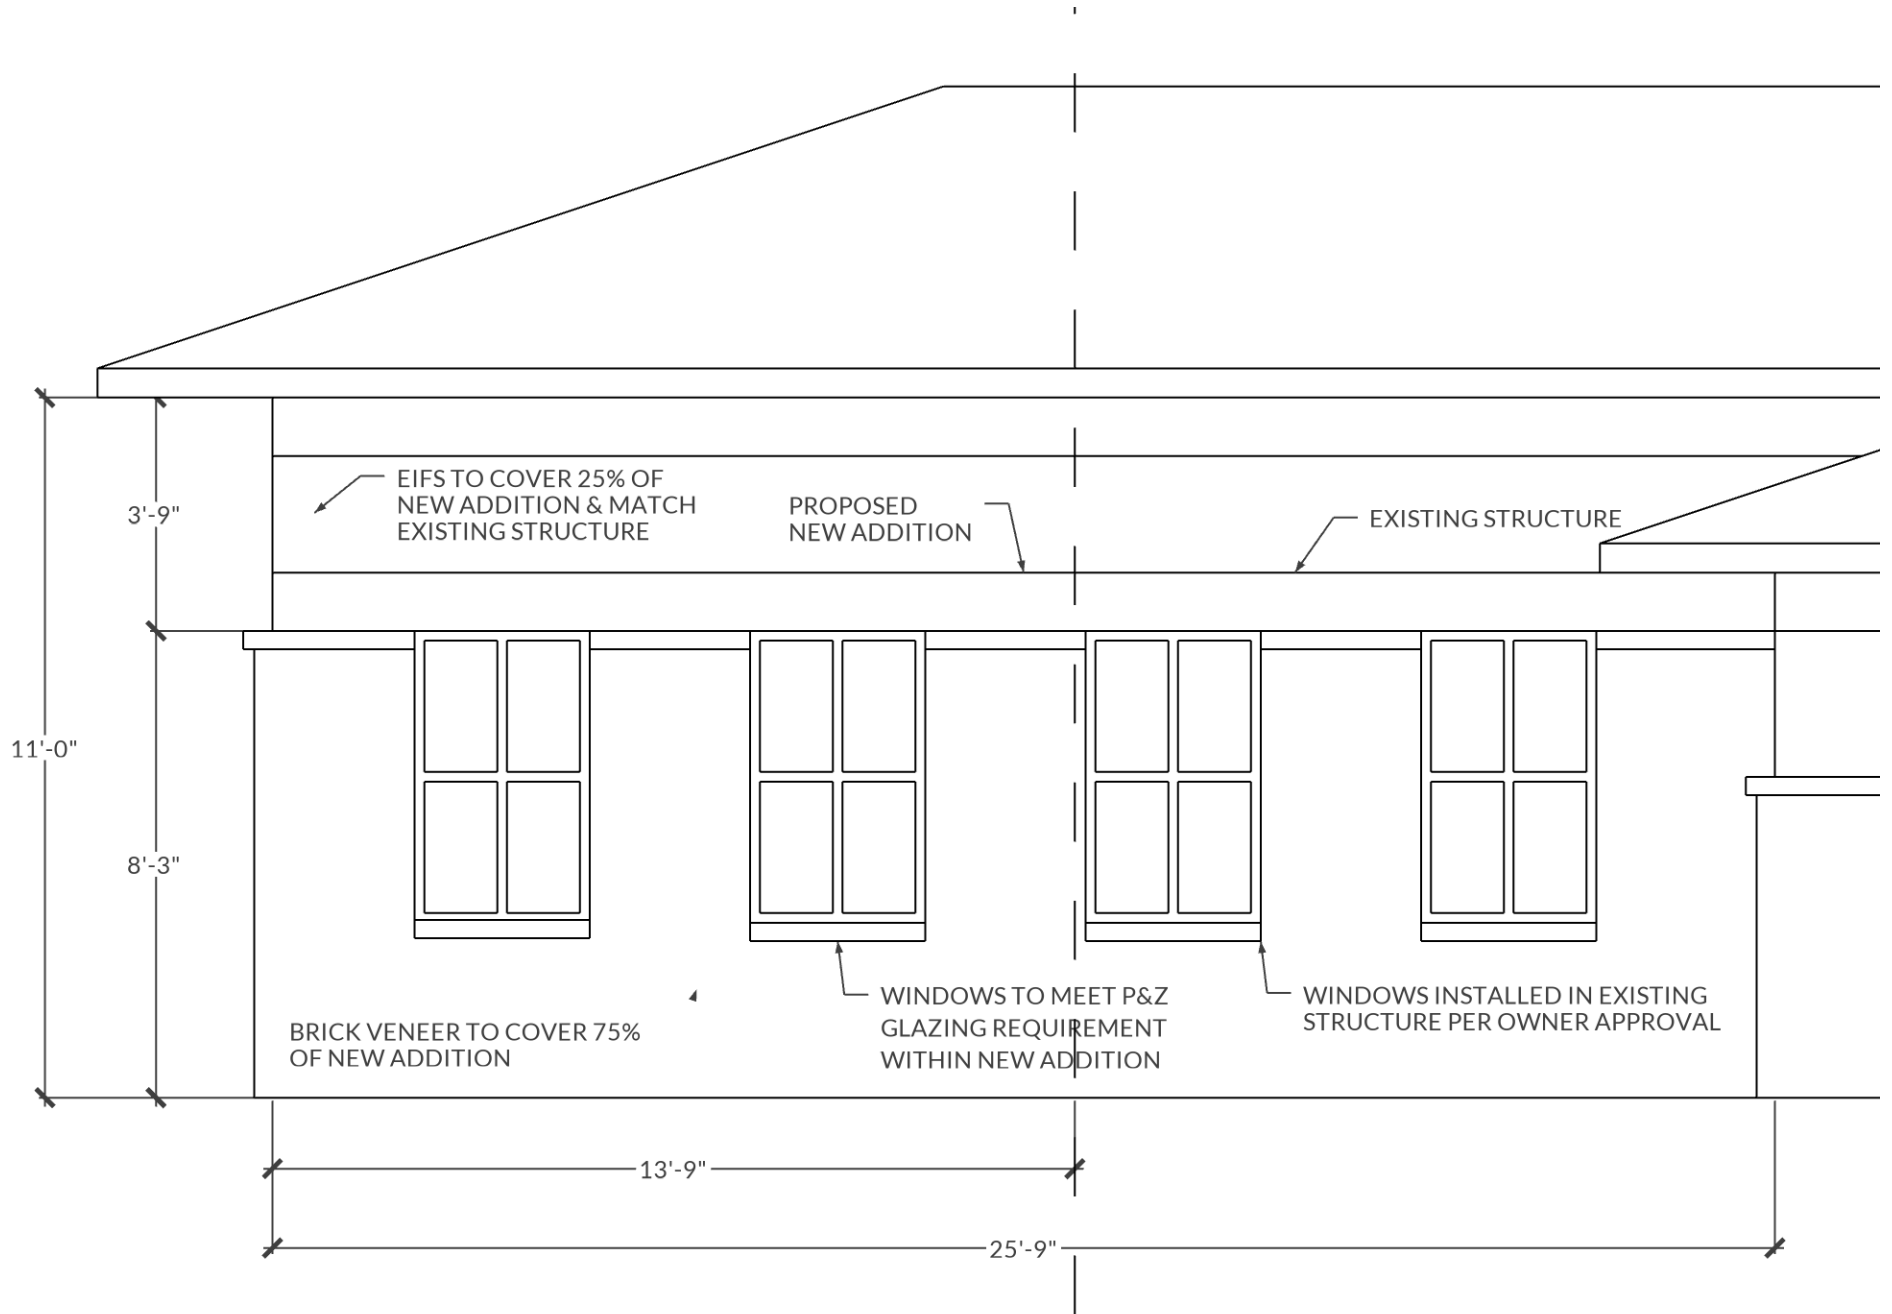 EIFS TO COVER 25% OF
NEW ADDITION & MATCH
EXISTING STRUCTURE
PROPOSED
NEW ADDITION
EXISTING STRUCTURE
3'-9"
11'-0"
8'-3"
WINDOWS TO MEET P&Z
GLAZING REQUIREMENT
WITHIN NEW ADDITION
WINDOWS INSTALLED IN EXISTING
STRUCTURE PER OWNER APPROVAL
BRICK VENEER TO COVER 75%
OF NEW ADDITION
13'-9"
25'-9"